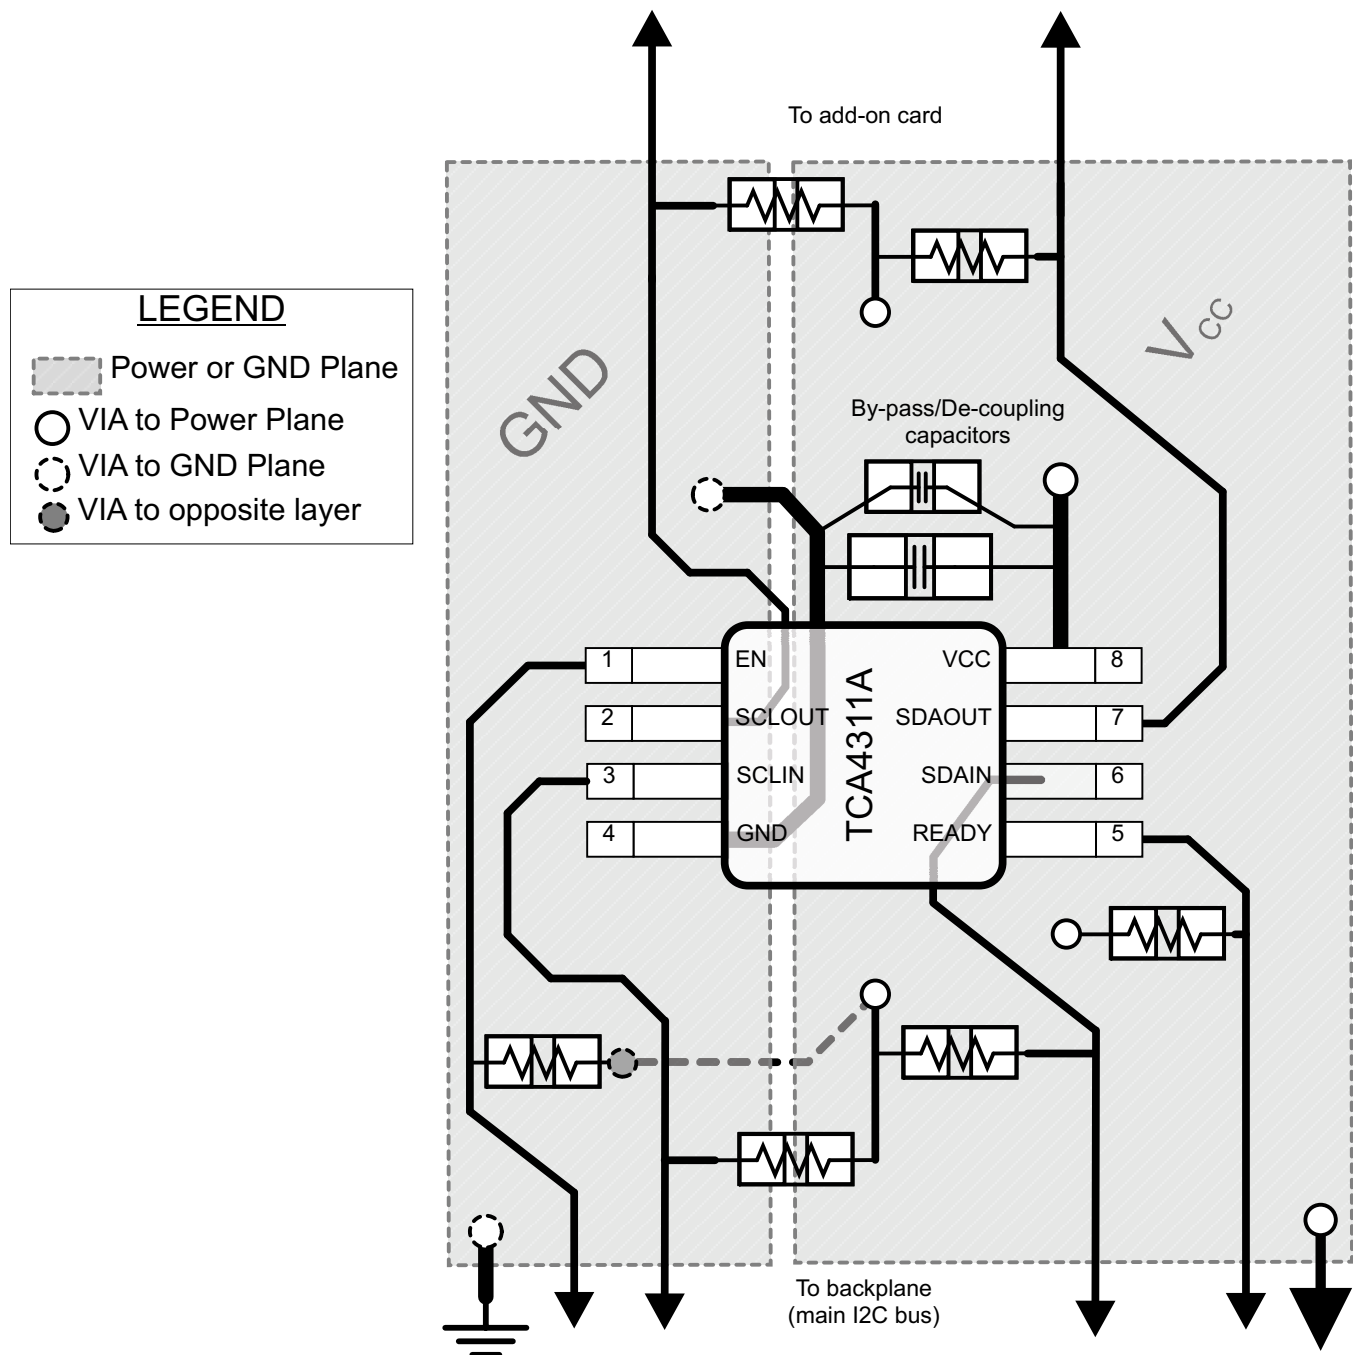 To add-on card
LEGEND
Power or GND Plane
VIA to Power Plane
VIA to GND Plane
VIA to opposite layer
GND
VCC
By-pass/De-coupling
capacitors
1 EN VCC 8
2 SCLOUT SDAOUT 7
3 SCLIN SDAIN 6
4 GND READY 5
TCA4311A
To backplane
(main I2C bus)